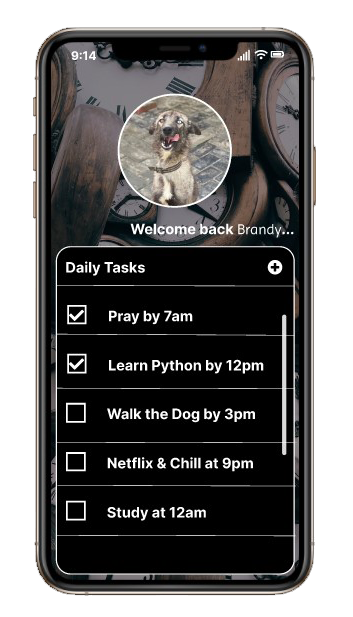 9:14
Welcome back Brandy...
Daily Tasks
Pray by 7am
Learn Python by 12pm
Walk the Dog by 3pm
Netflix & Chill at 9pm
Study at 12am